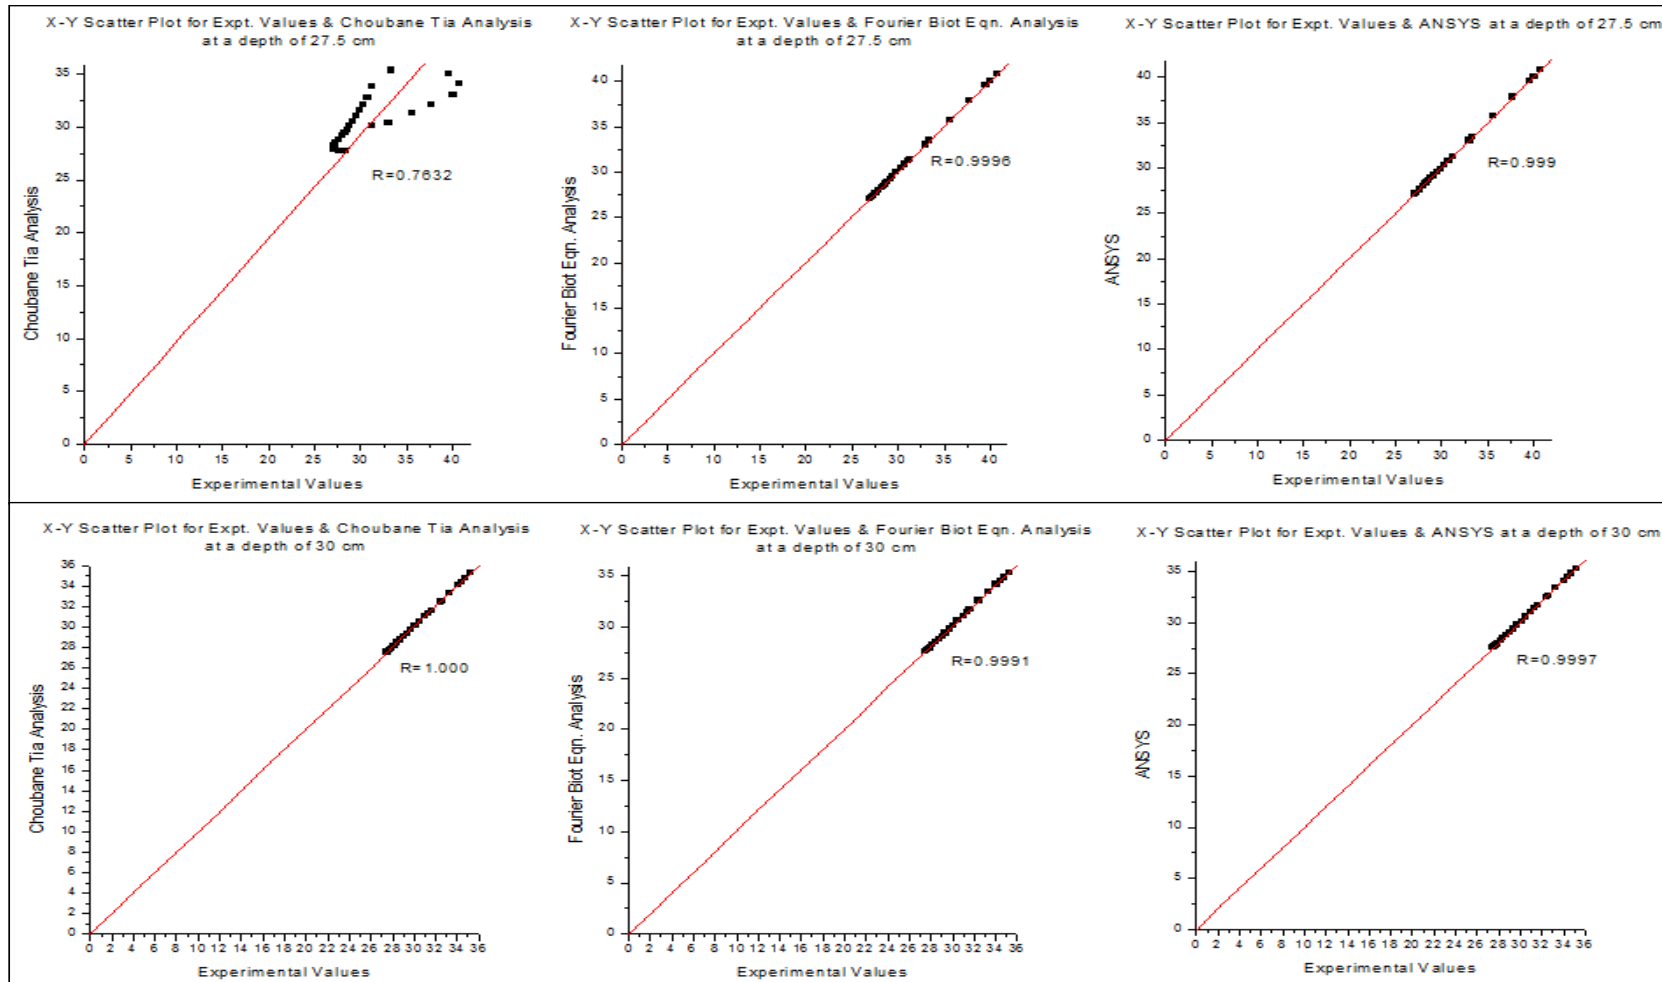 X-Y Scatter Plot for Expt. Values & Choubane Tia Analysis
at a depth of 27.5 cm
35
30
25
20
15
10
5
0
Choubane Tia Analysis
R=0.7632
0 5 10 15 20 25 30 35 40
Experimental Values
X-Y Scatter Plot for Expt. Values & Fourier Biot Eqn. Analysis
at a depth of 27.5 cm
40
35
30
25
20
15
10
5
0
Fourier Biot Eqn. Analysis
R=0.9996
0 5 10 15 20 25 30 35 40
Experimental Values
X-Y Scatter Plot for Expt. Values & ANSYS at a depth of 27.5 cm
40
35
30
25
20
15
10
5
0
ANSYS
R=0.999
0 5 10 15 20 25 30 35 40
Experimental Values
X-Y Scatter Plot for Expt. Values & Choubane Tia Analysis
at a depth of 30 cm
36
34
32
30
28
26
24
22
20
18
16
14
12
10
8
6
4
2
0
Choubane Tia Analysis
R=1.000
0 2 4 6 8 10 12 14 16 18 20 22 24 26 28 30 32 34 36
Experimental Values
X-Y Scatter Plot for Expt. Values & Fourier Biot Eqn. Analysis
at a depth of 30 cm
35
30
25
20
15
10
5
0
Fourier Biot Eqn. Analysis
R=0.9991
0 2 4 6 8 10 12 14 16 18 20 22 24 26 28 30 32 34 36
Experimental Values
X-Y Scatter Plot for Expt. Values & ANSYS at a depth of 30 cm
35
30
25
20
15
10
5
0
ANSYS
R=0.9997
0 2 4 6 8 10 12 14 16 18 20 22 24 26 28 30 32 34 36
Experimental Values